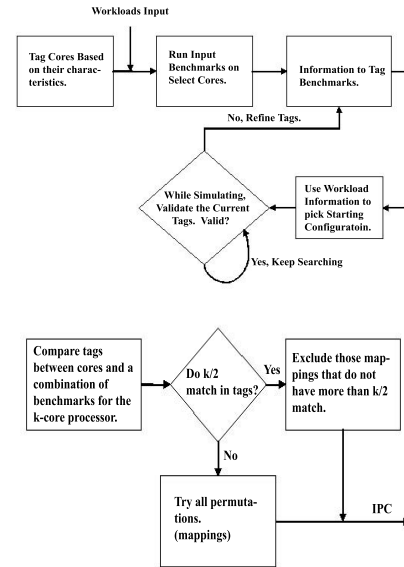 Workloads Input
Tag Cores Based
on their charac-
teristics.
Run Input
Benchmarks on
Select Cores.
Information to Tag
Benchmarks.
No, Refine Tags.
While Simulating,
Validate the Current
Tags. Valid?
Use Workload
Information to
pick Starting
Configuratoin.
Yes, Keep Searching
Compare tags
between cores and a
combination of
benchmarks for the
k-core processor.
Do k/2
match in tags?
Yes
Exclude those map-
pings that do not
have more than k/2
match.
No
Try all permuta-
tions.
(mappings)
IPC